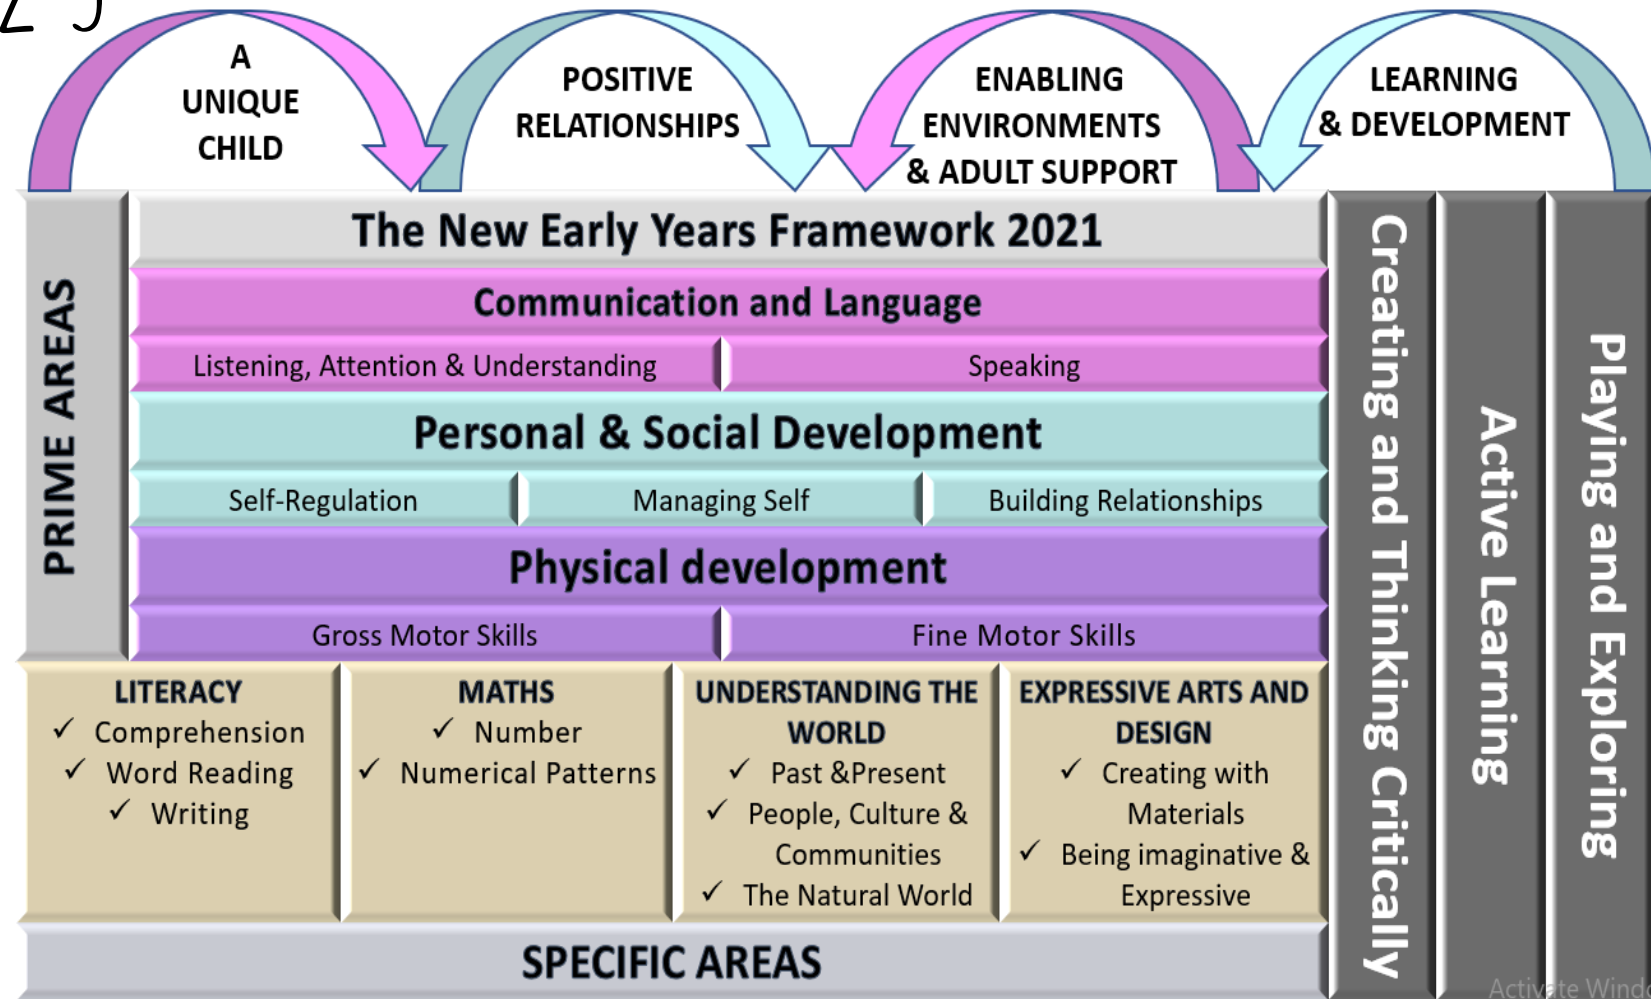 A
UNIQUE
CHILD
POSITIVE
RELATIONSHIPS
ENABLING
ENVIRONMENTS
& ADULT SUPPORT
LEARNING
& DEVELOPMENT
PRIME AREAS
The New Early Years Framework 2021
Communication and Language
Listening, Attention & Understanding
Speaking
Personal & Social Development
Self-Regulation
Managing Self
Building Relationships
Physical development
Gross Motor Skills
Fine Motor Skills
LITERACY
✓ Comprehension
✓ Word Reading
✓ Writing
MATHS
✓ Number
✓ Numerical Patterns
UNDERSTANDING THE
WORLD
✓ Past &Present
✓ People, Culture &
Communities
✓ The Natural World
EXPRESSIVE ARTS AND
DESIGN
✓ Creating with
Materials
✓ Being imaginative &
Expressive
SPECIFIC AREAS
Creating and Thinking Critically
Active Learning
Playing and Exploring
Activate